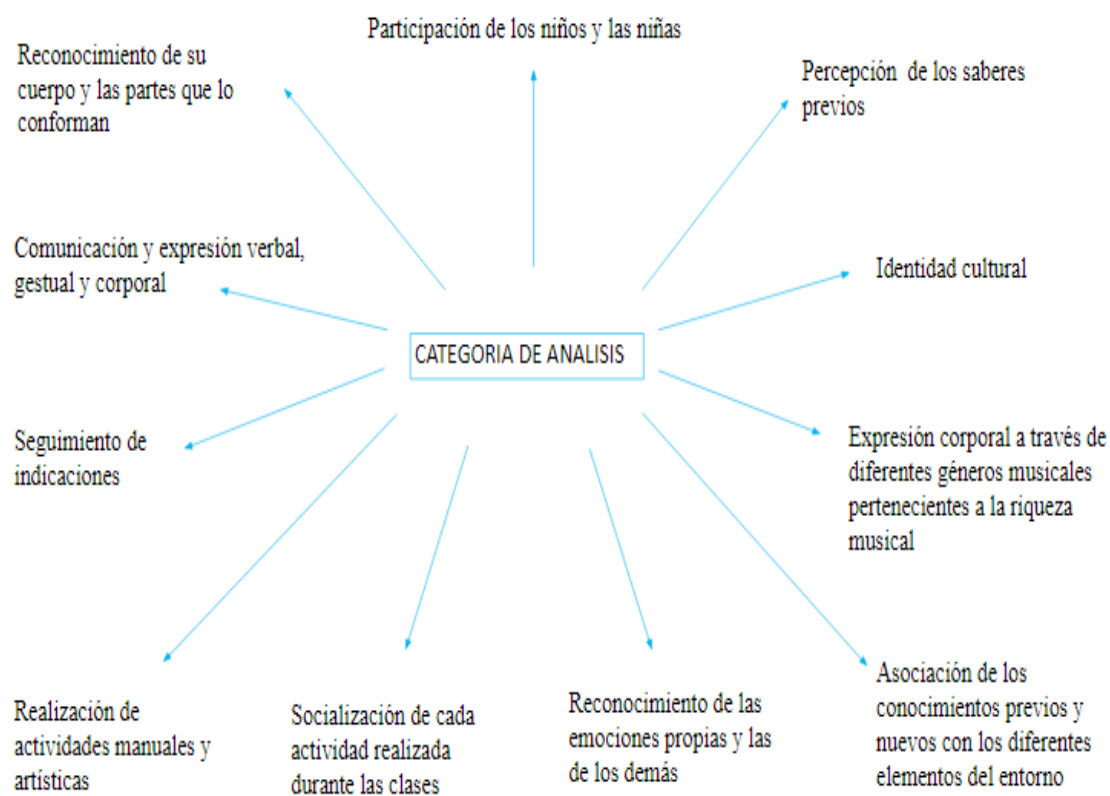 Participación de los niños y las niñas
Reconocimiento de su
cuerpo y las partes que lo
conforman
Percepción de los saberes
previos
Comunicación y expresión verbal,
gestual y corporal
Identidad cultural
CATEGORIA DE ANALISIS
Seguimiento de
indicaciones
Expresión corporal a través de
diferentes géneros musicales
pertenecientes a la riqueza
musical
Realización de
actividades manuales y
artísticas
Socialización de cada
actividad realizada
durante las clases
Reconocimiento de las
emociones propias y las
de los demás
Asociación de los
conocimientos previos y
nuevos con los diferentes
elementos del entorno